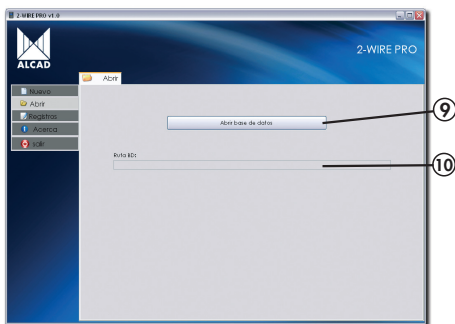 2-WIRE PRO v1.0
ALCAD
2-WIRE PRO
Abrir
Nuevo
Abrir
Registros
Acerca
salir
Abrir base de datos
Ruta BD:
9
10